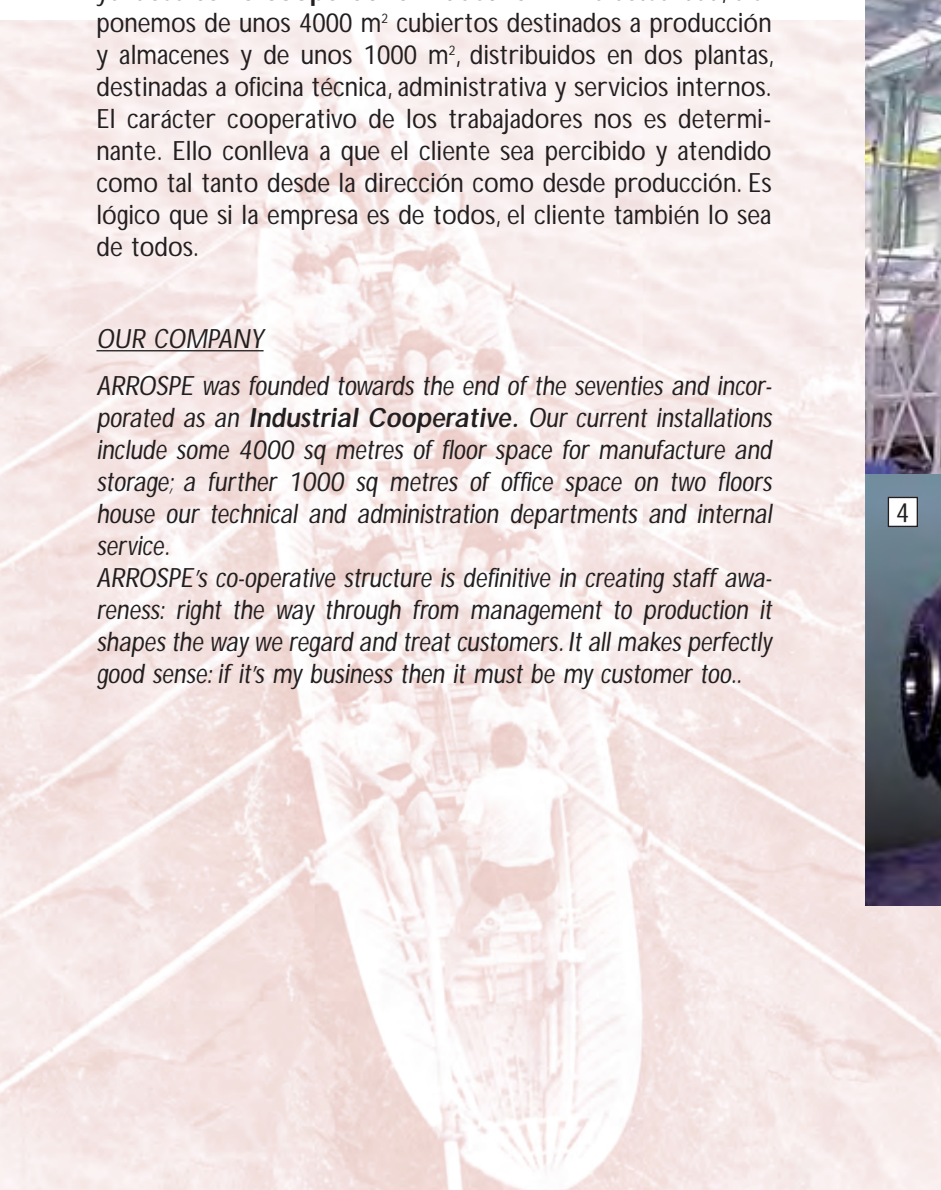 ponemos de unos 4000 m² cubiertos destinados a producción
y almacenes y de unos 1000 m², distribuidos en dos plantas,
destinadas a oficina técnica, administrativa y servicios internos.
El carácter cooperativo de los trabajadores nos es determi-
nante. Ello conlleva a que el cliente sea percibido y atendido
como tal tanto desde la dirección como desde producción. Es
lógico que si la empresa es de todos, el cliente también lo sea
de todos.
OUR COMPANY
ARROSPE was founded towards the end of the seventies and incor-
porated as an Industrial Cooperative. Our current installations
include some 4000 sq metres of floor space for manufacture and
storage; a further 1000 sq metres of office space on two floors
house our technical and administration departments and internal
service.
ARROSPE's co-operative structure is definitive in creating staff awa-
reness: right the way through from management to production it
shapes the way we regard and treat customers. It all makes perfectly
good sense: if it's my business then it must be my customer too..
4